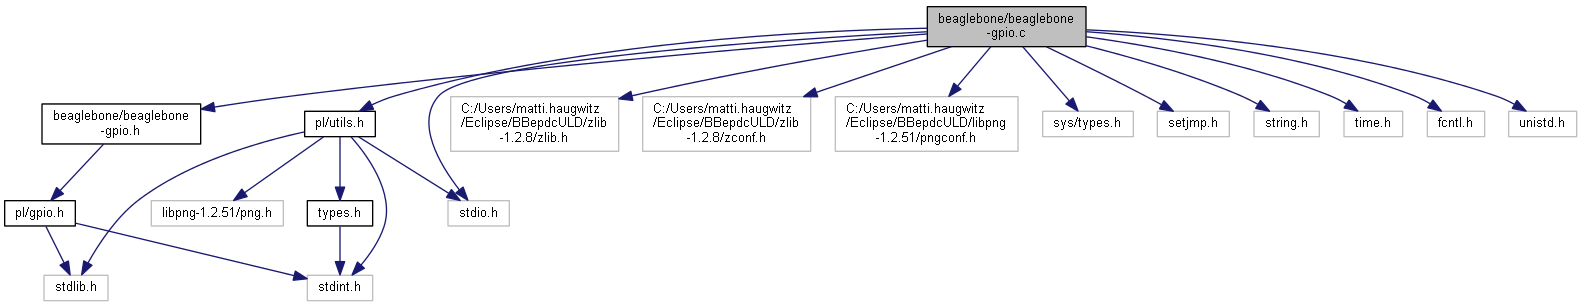 beaglebone/beaglebone
-gpio.c
beaglebone/beaglebone
-gpio.h
pl/utils.h
C:/Users/matti.haugwitz
/Eclipse/BBepdcULD/zlib
-1.2.8/zlib.h
C:/Users/matti.haugwitz
/Eclipse/BBepdcULD/zlib
-1.2.8/zconf.h
C:/Users/matti.haugwitz
/Eclipse/BBepdcULD/libpng
-1.2.51/pngconf.h
sys/types.h
setjmp.h
string.h
time.h
fcntl.h
unistd.h
pl/gpio.h
libpng-1.2.51/png.h
types.h
stdio.h
stdlib.h
stdint.h